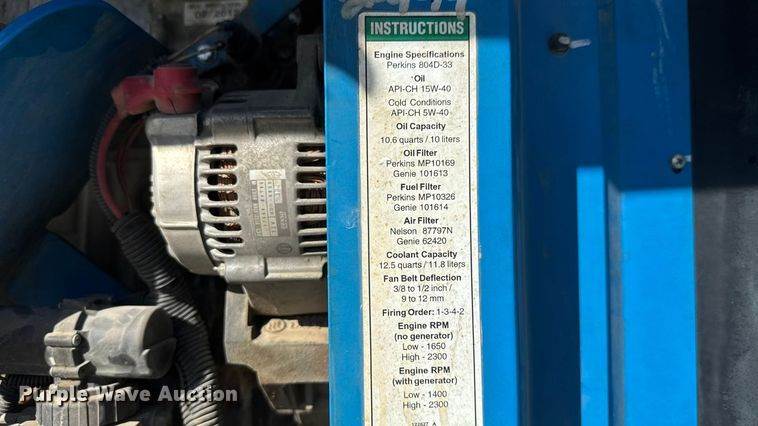 INSTRUCTIONS
Engine Specifications
Perkins 804D-33
Oil
API-CH 15W-40
Cold Conditions
API-CH 5W-40
Oil Capacity
10.6 quarts / 10 liters
Oil Filter
Perkins MP10169
Genie 101613
Fuel Filter
Perkins MP10326
Genie 101614
Air Filter
Nelson 87797N
Genie 62420
Coolant Capacity
12.5 quarts / 11.8 liters
Fan Belt Deflection
3/8 to 1/2 inch /
9 to 12 mm
Firing Order: 1-3-4-2
Engine RPM
(no generator)
Low - 1650
High - 2300
Engine RPM
(with generator)
Low - 1400
High - 2300
Purple Wave Auction